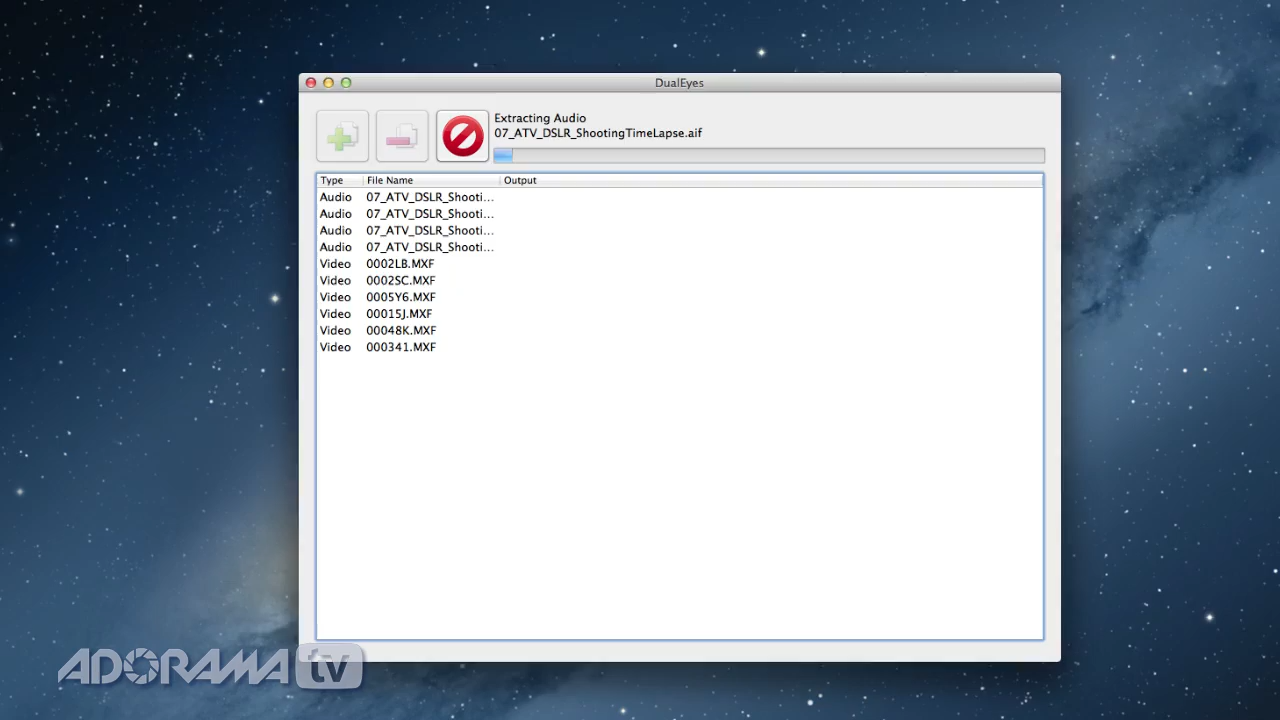 DualEyes
Extracting Audio
07_ATV_DSLR_ShootingTimeLapse.aif
Type File Name Output
Audio 07_ATV_DSLR_Shooti...
Audio 07_ATV_DSLR_Shooti...
Audio 07_ATV_DSLR_Shooti...
Audio 07_ATV_DSLR_Shooti...
Video 0002LB.MXF
Video 0002SC.MXF
Video 0005Y6.MXF
Video 00015J.MXF
Video 00048K.MXF
Video 000341.MXF
ADORAMA tv